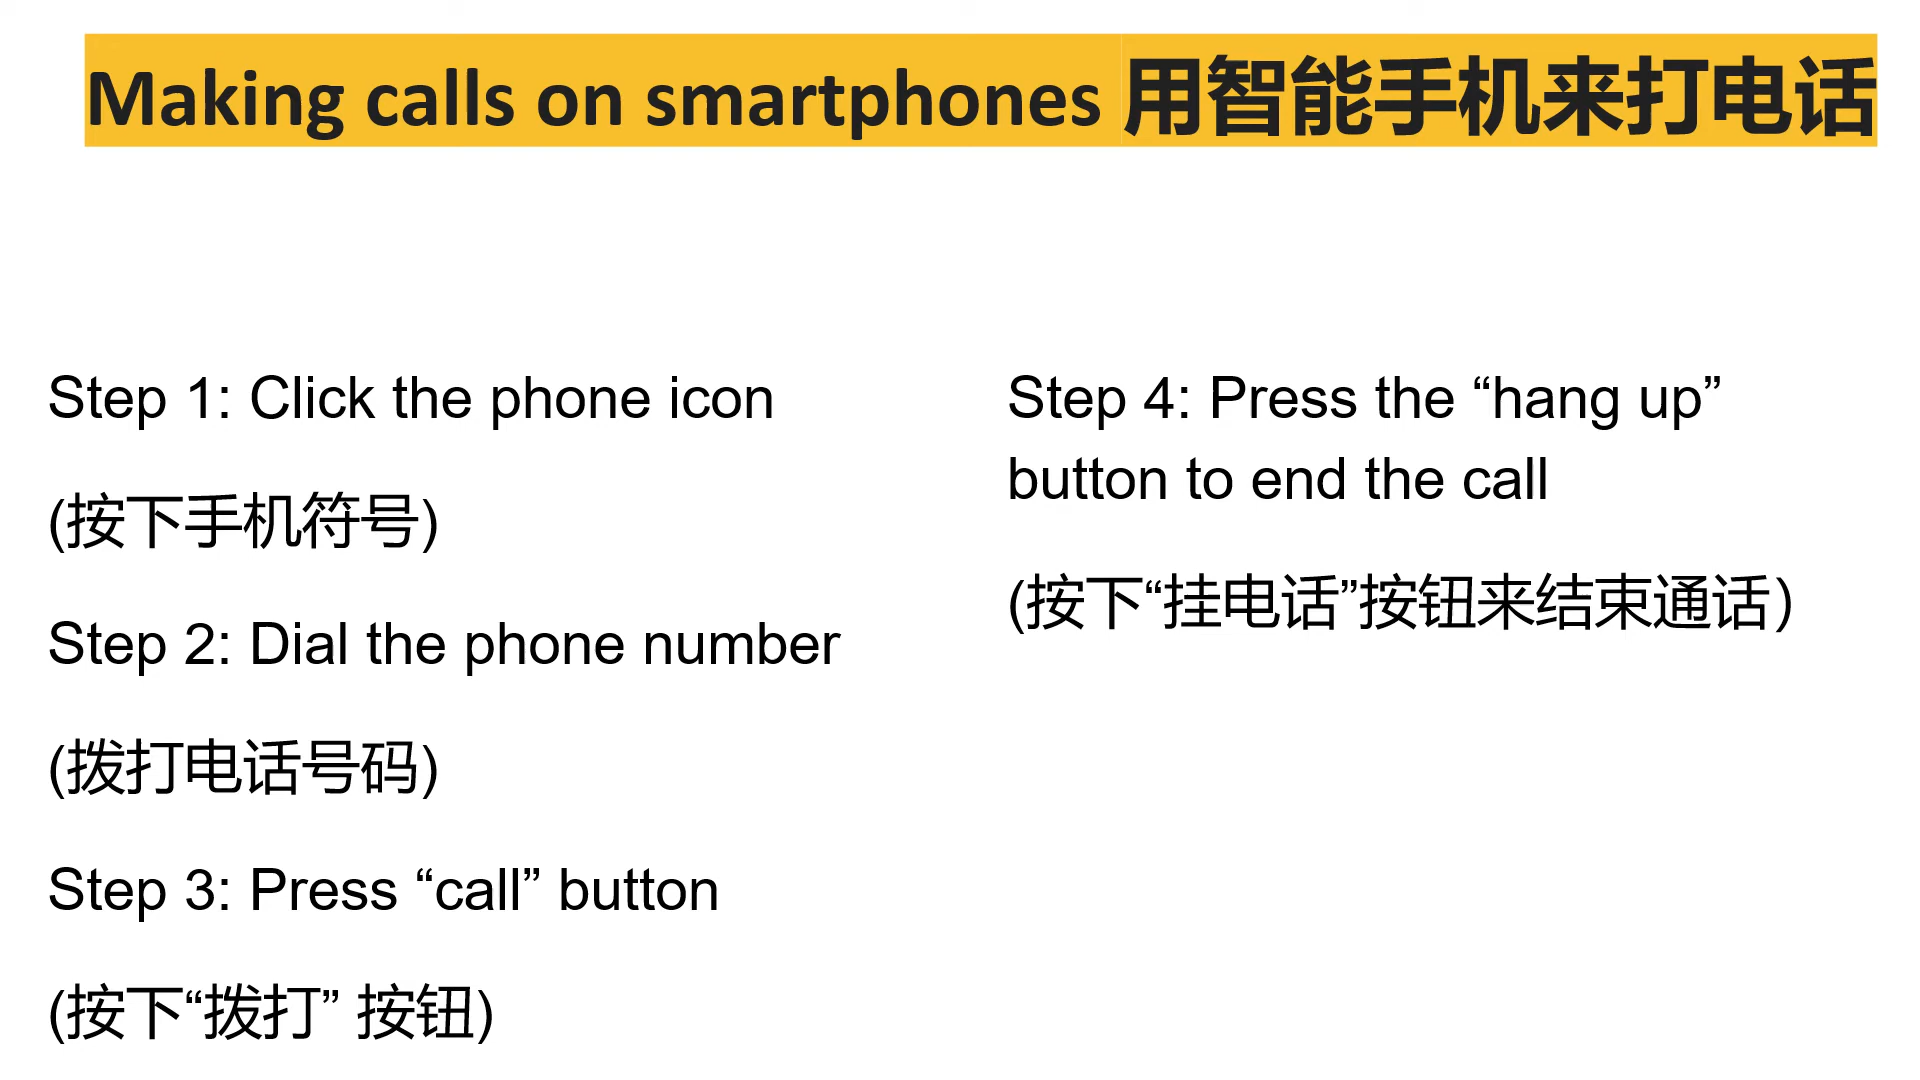 Making calls on smartphones 用智能手机来打电话
Step 1: Click the phone icon
(按下手机符号)
Step 2: Dial the phone number
(拨打电话号码)
Step 3: Press “call” button
(按下“拨打” 按钮)
Step 4: Press the “hang up”
button to end the call
(按下“挂电话”按钮来结束通话）